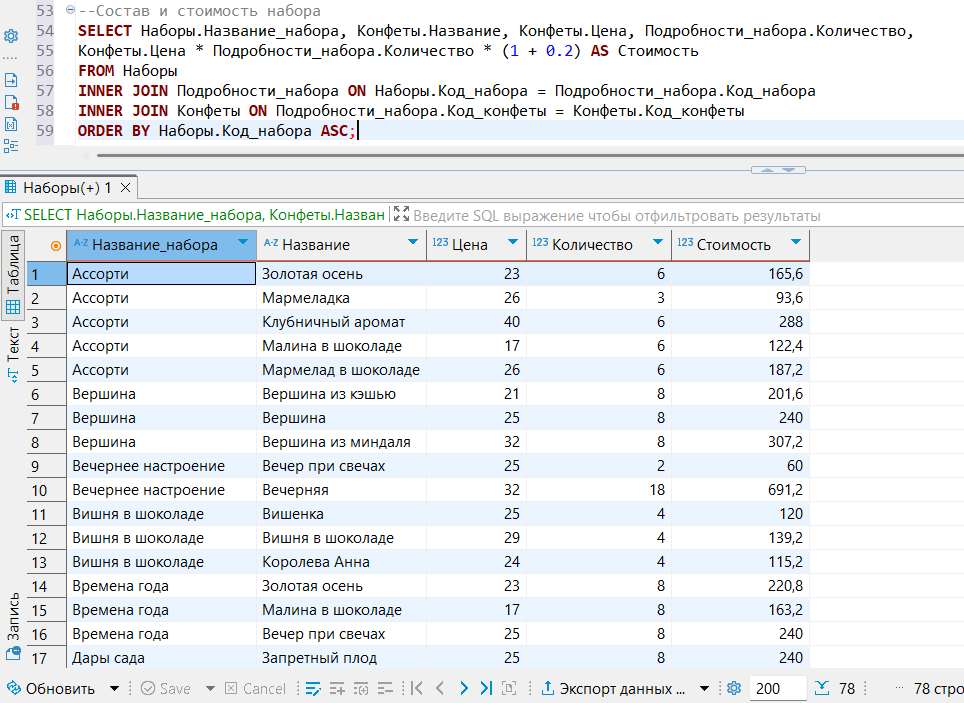 53 --Состав и стоимость набора
54 SELECT Наборы.Название_набора, Конфеты.Название, Конфеты.Цена, Подробности_набора.Количество,
55 Конфеты.Цена * Подробности_набора.Количество * (1 + 0.2) AS Стоимость
56 FROM Наборы
57 INNER JOIN Подробности_набора ON Наборы.Код_набора = Подробности_набора.Код_набора
58 INNER JOIN Конфеты ON Подробности_набора.Код_конфеты = Конфеты.Код_конфеты
59 ORDER BY Наборы.Код_набора ASC;
Наборы(+) 1
SELECT Наборы.Название_набора, Конфеты.Назван Введите SQL выражение чтобы отфильтровать результаты
Таблица
Текст
Запись
A-Z Название_набора A-Z Название 123 Цена 123 Количество 123 Стоимость
1 Ассорти Золотая осень 23 6 165,6
2 Ассорти Мармеладка 26 3 93,6
3 Ассорти Клубничный аромат 40 6 288
4 Ассорти Малина в шоколаде 17 6 122,4
5 Ассорти Мармелад в шоколаде 26 6 187,2
6 Вершина Вершина из кэшью 21 8 201,6
7 Вершина Вершина 25 8 240
8 Вершина Вершина из миндаля 32 8 307,2
9 Вечернее настроение Вечер при свечах 25 2 60
10 Вечернее настроение Вечерняя 32 18 691,2
11 Вишня в шоколаде Вишенка 25 4 120
12 Вишня в шоколаде Вишня в шоколаде 29 4 139,2
13 Вишня в шоколаде Королева Анна 24 4 115,2
14 Времена года Золотая осень 23 8 220,8
15 Времена года Малина в шоколаде 17 8 163,2
16 Времена года Вечер при свечах 25 8 240
17 Дары сада Запретный плод 25 8 240
Обновить Save Cancel Экспорт данных ... 200 78 ... 78 стро